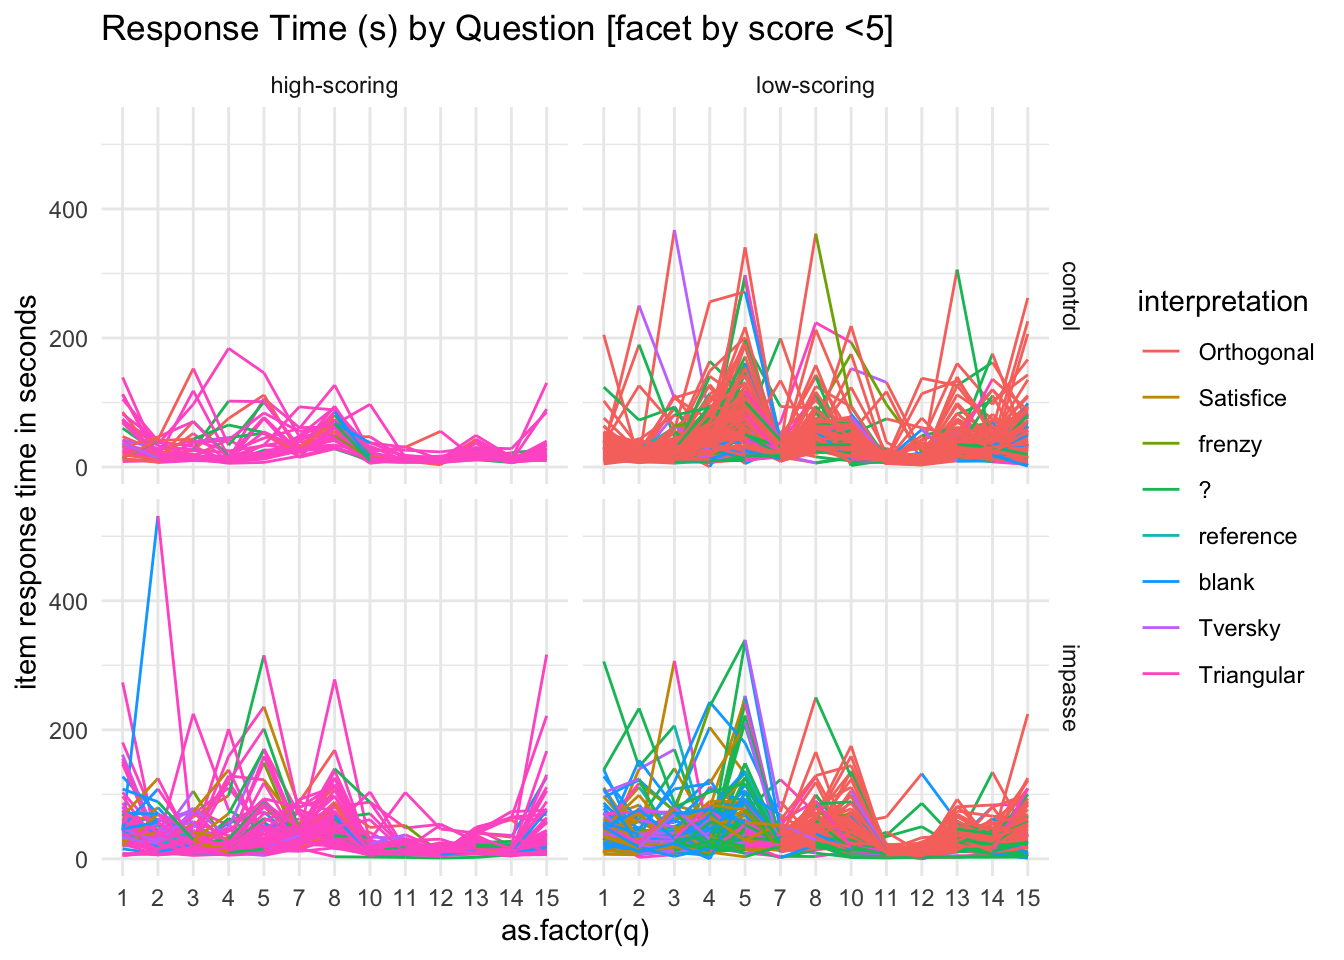 Response Time (s) by Question [facet by score <5]
high-scoring
low-scoring
400
200
0
control
400
200
0
impasse
item response time in seconds
1 2 3 4 5 7 8 10 11 12 13 14 15
1 2 3 4 5 7 8 10 11 12 13 14 15
as.factor(q)
interpretation
Orthogonal
Satisfice
frenzy
?
reference
blank
Tversky
Triangular